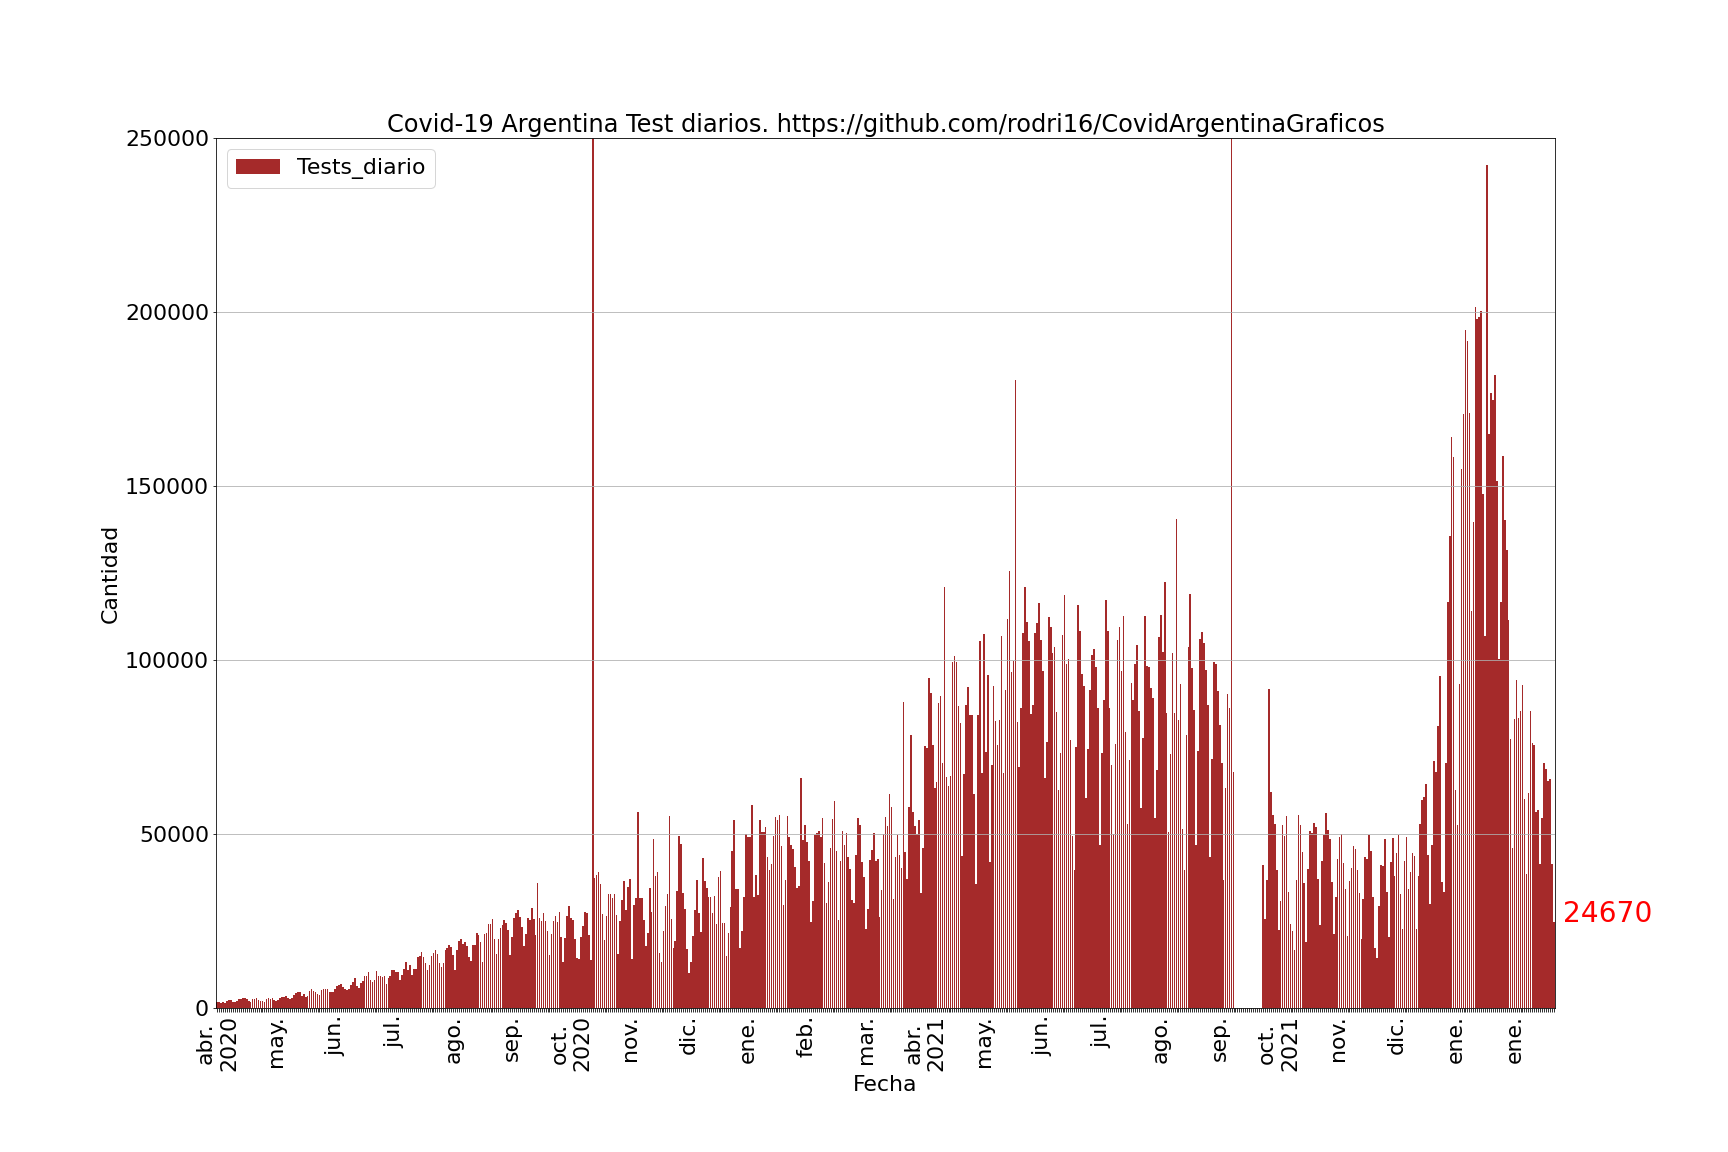 Covid-19 Argentina Test diarios. https://github.com/rodri16/CovidArgentinaGraficos
Tests_diario
250000
200000
150000
100000
50000
0
Cantidad
24670
abr.
2020
may.
jun.
jul.
ago.
sep.
oct.
2020
nov.
dic.
ene.
feb.
mar.
abr.
2021
may.
jun.
jul.
ago.
sep.
oct.
2021
nov.
dic.
ene.
ene.
Fecha